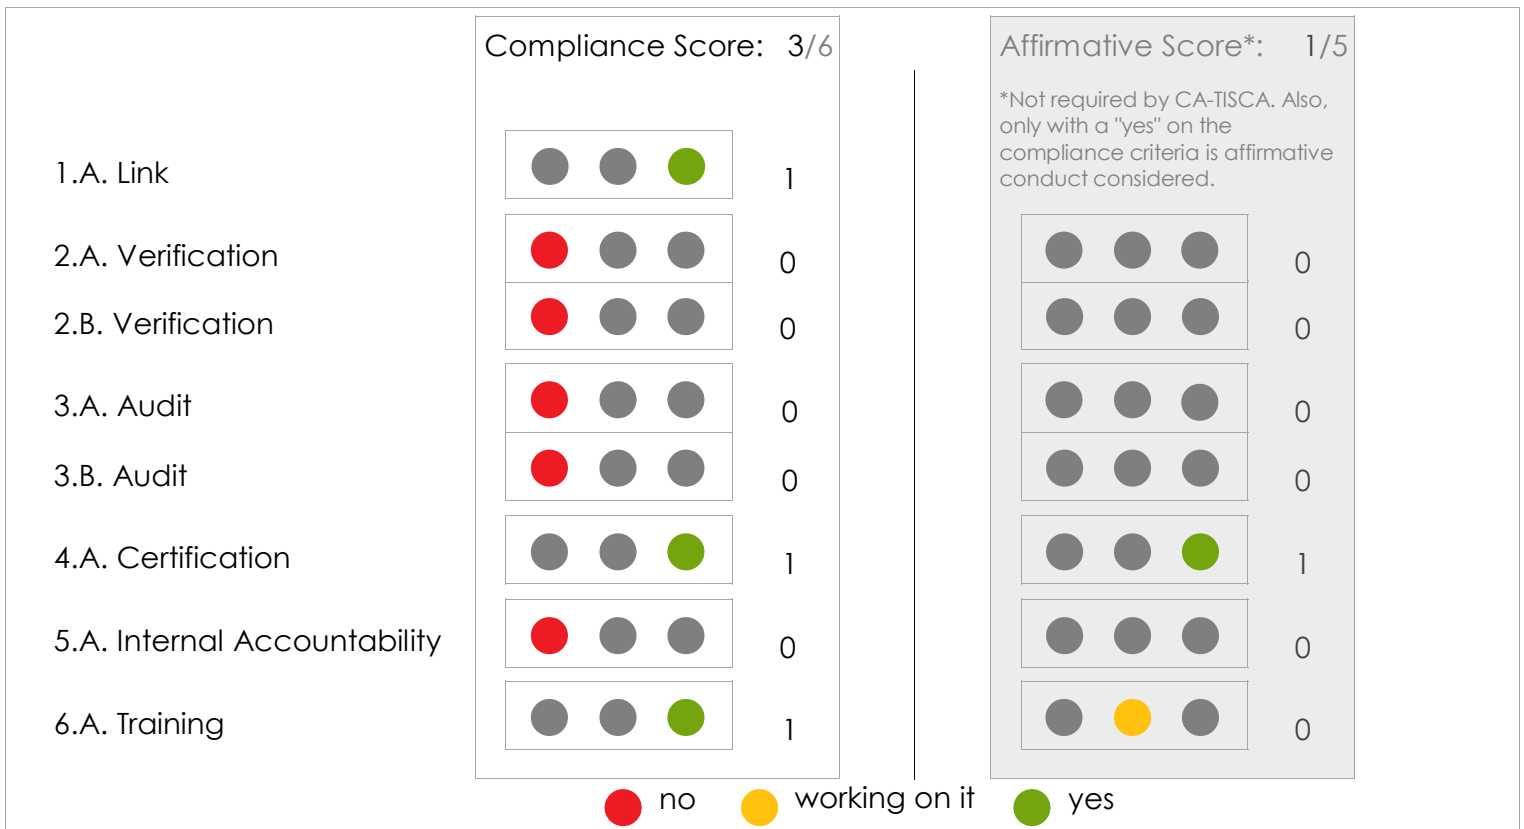 Compliance Score: 3/6
Affirmative Score*: 1/5
*Not required by CA-TISCA. Also,
only with a "yes" on the
compliance criteria is affirmative
conduct considered.
1.A. Link 1
2.A. Verification 0 0
2.B. Verification 0 0
3.A. Audit 0 0
3.B. Audit 0 0
4.A. Certification 1 1
5.A. Internal Accountability 0 0
6.A. Training 1 0
no working on it yes